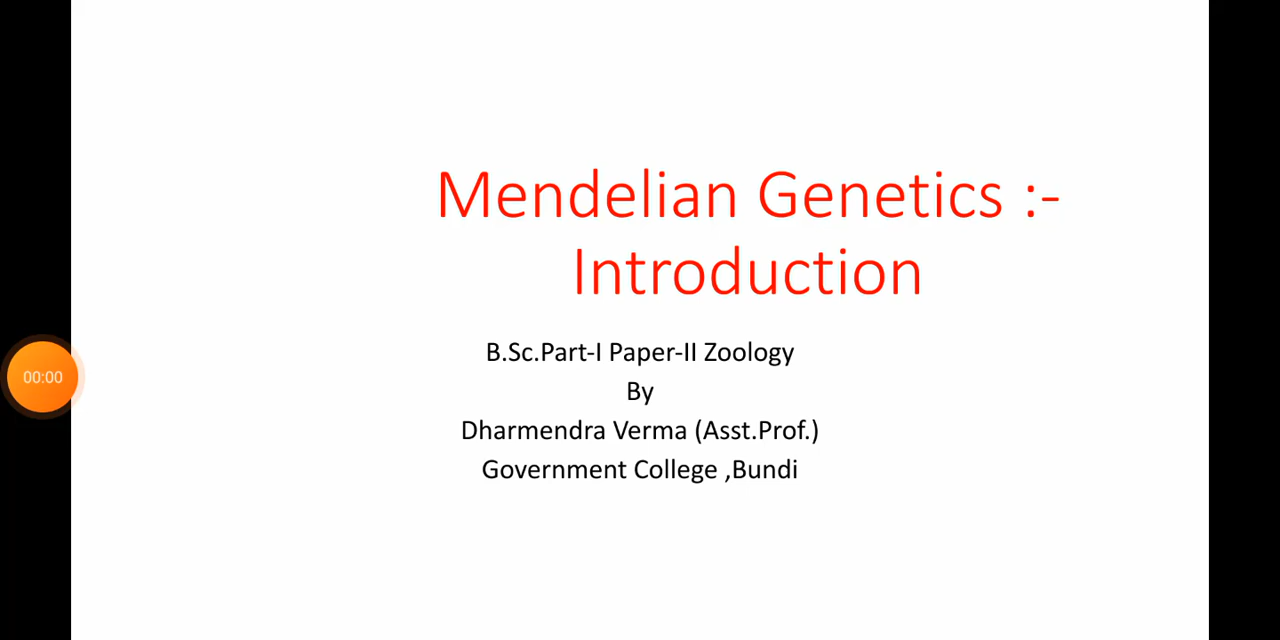 Mendelian Genetics :-
Introduction
B.Sc.Part-I Paper-II Zoology
By
Dharmendra Verma (Asst.Prof.)
Government College ,Bundi
00:00